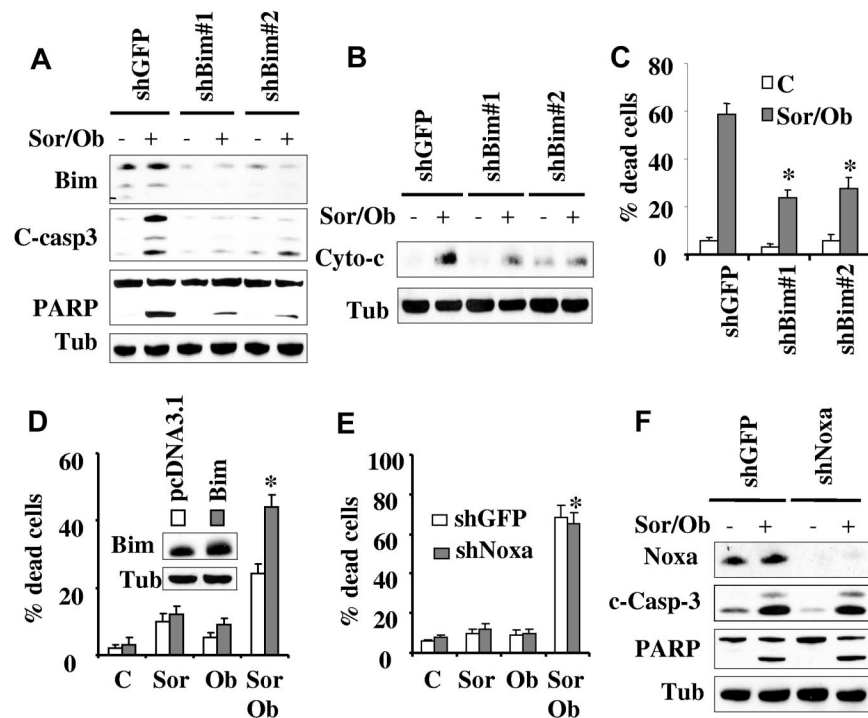 A
shGFP
shBim#1
shBim#2
Sor/Ob - + - + - +
Bim
C-casp3
PARP
Tub
B
shGFP
shBim#1
shBim#2
Sor/Ob - + - + - +
Cyto-c
Tub
C
% dead cells
80
60
40
20
0
C
Sor/Ob
*
*
shGFP
shBim#1
shBim#2
D
% dead cells
60
40
20
0
pcDNA3.1
Bim
Bim
Tub
*
C Sor Ob Sor
Ob
E
% dead cells
100
80
60
40
20
0
shGFP
shNoxa
*
C Sor Ob Sor
Ob
F
shGFP
shNoxa
Sor/Ob - + - +
Noxa
c-Casp-3
PARP
Tub